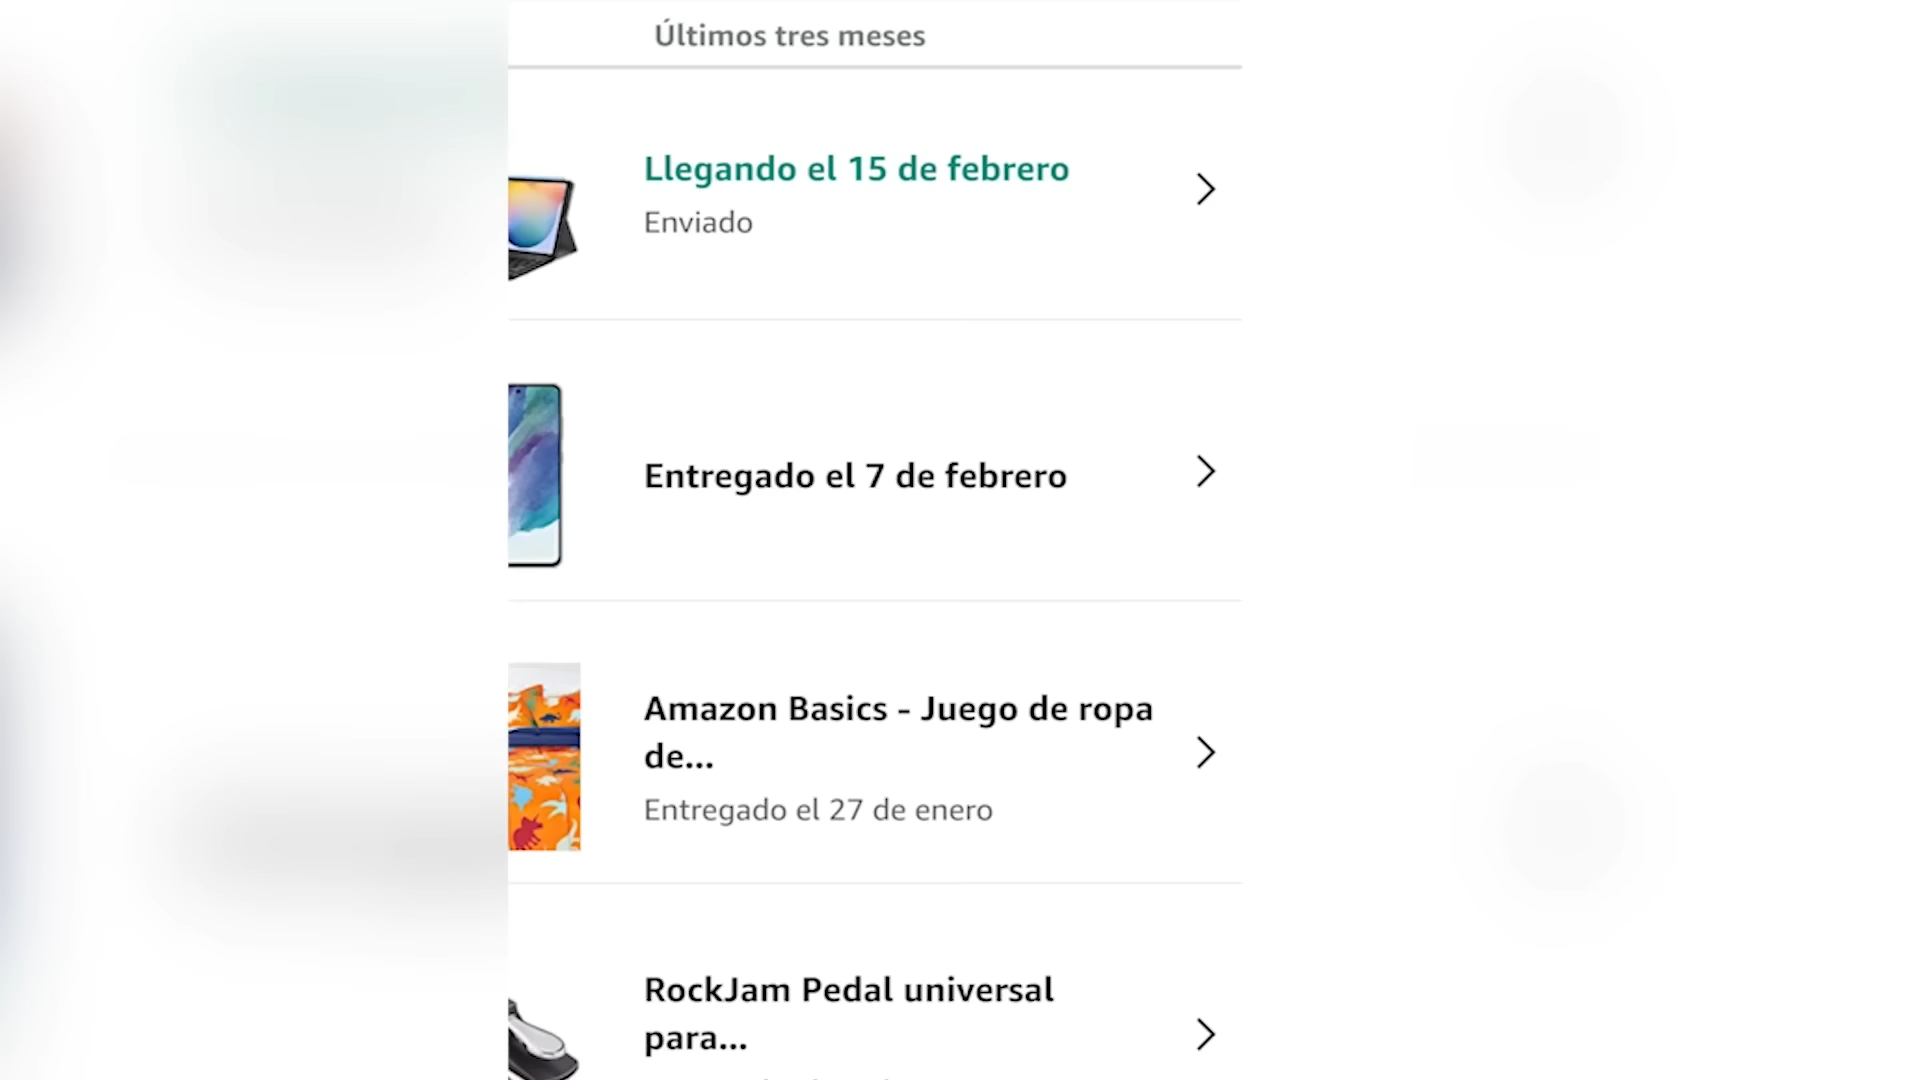 Últimos tres meses
Llegando el 15 de febrero
Enviado
Entregado el 7 de febrero
Amazon Basics - Juego de ropa
de...
Entregado el 27 de enero
RockJam Pedal universal
para...